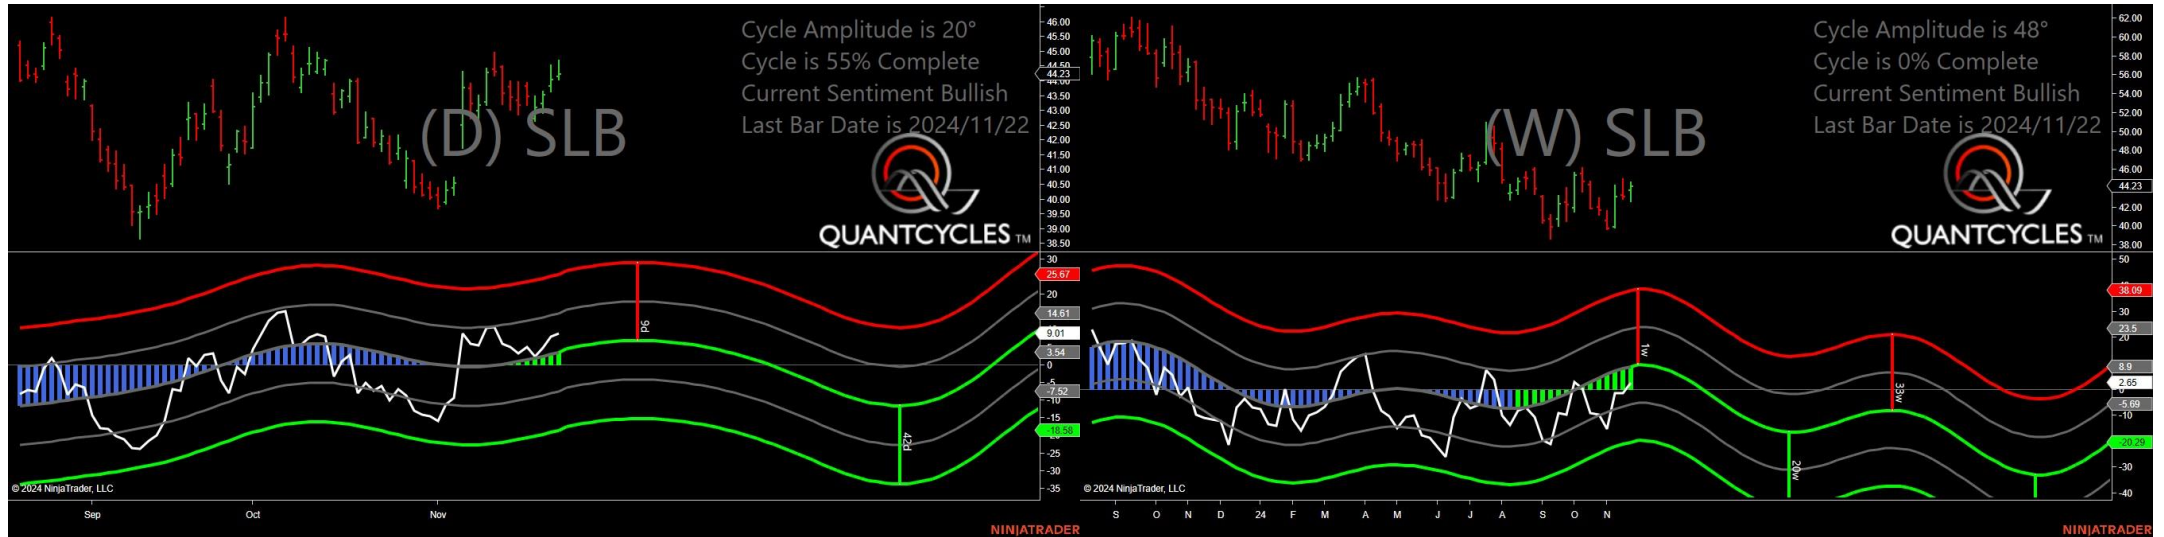 Cycle Amplitude is 20°
Cycle is 55% Complete
Current Sentiment Bullish
Last Bar Date is 2024/11/22
(D) SLB
QUANTCYCLES TM
46.00
45.50
45.00
44.23
43.50
43.00
42.50
42.00
41.50
41.00
40.50
40.00
39.50
39.00
38.50
30
25.67
20
14.61
9.01
3.54
0
-5
-7.52
-10
-15
-18.58
-25
-30
-35
9d
42d
© 2024 NinjaTrader, LLC
Sep
Oct
Nov
NINJATRADER
Cycle Amplitude is 48°
Cycle is 0% Complete
Current Sentiment Bullish
Last Bar Date is 2024/11/22
(W) SLB
QUANTCYCLES TM
62.00
60.00
58.00
56.00
54.00
52.00
50.00
48.00
46.00
44.23
42.00
40.00
38.00
50
38.09
30
23.5
20
8.9
2.65
-5.69
-10
-20.29
-30
-40
1w
33w
20w
© 2024 NinjaTrader, LLC
S O N D 24 F M A M J J A S O N
NINJATRADER